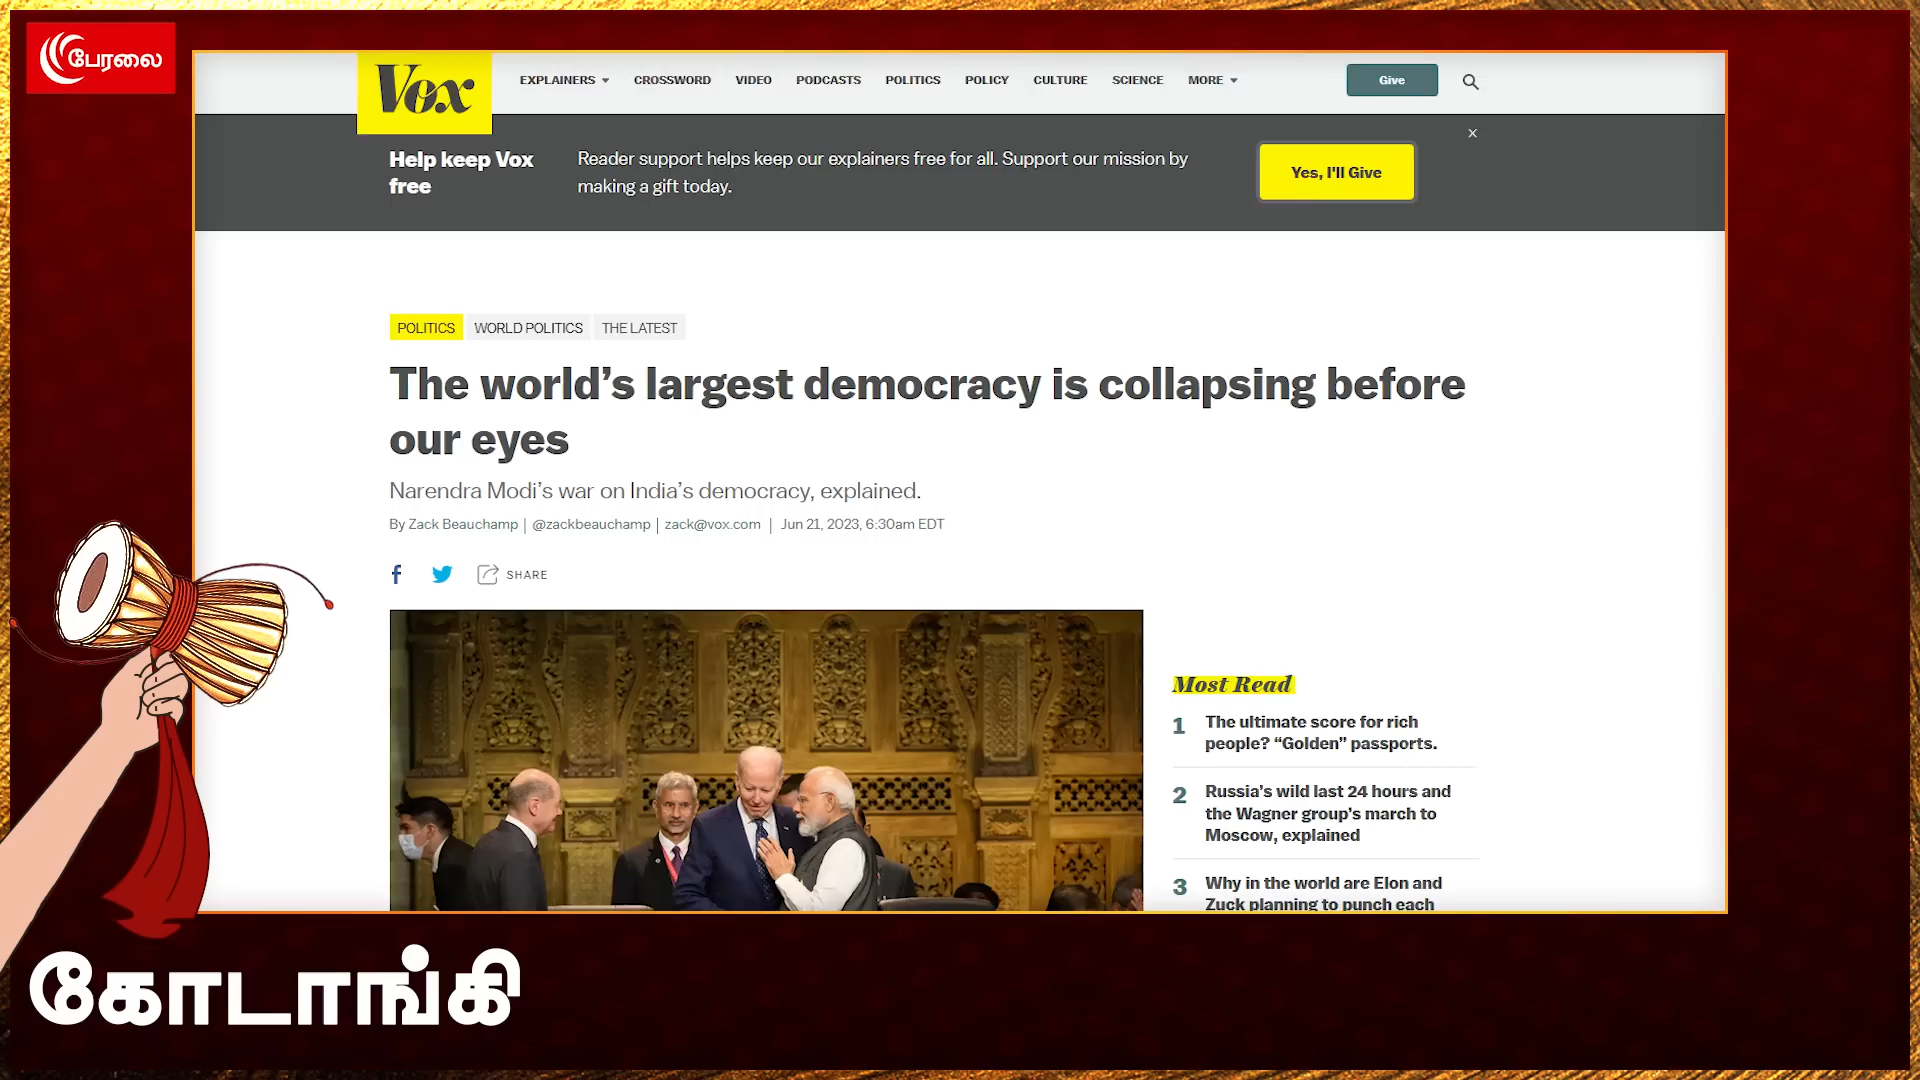 பேரலை
Vox
EXPLAINERS CROSSWORD VIDEO PODCASTS POLITICS POLICY CULTURE SCIENCE MORE Give
x
Help keep Vox
free
Reader support helps keep our explainers free for all. Support our mission by
making a gift today.
Yes, I'll Give
POLITICS WORLD POLITICS THE LATEST
The world’s largest democracy is collapsing before
our eyes
Narendra Modi’s war on India’s democracy, explained.
By Zack Beauchamp | @zackbeauchamp | zack@vox.com | Jun 21, 2023, 6:30am EDT
SHARE
Most Read
1 The ultimate score for rich
people? “Golden” passports.
2 Russia’s wild last 24 hours and
the Wagner group’s march to
Moscow, explained
3 Why in the world are Elon and
Zuck planning to punch each
கோடாங்கி